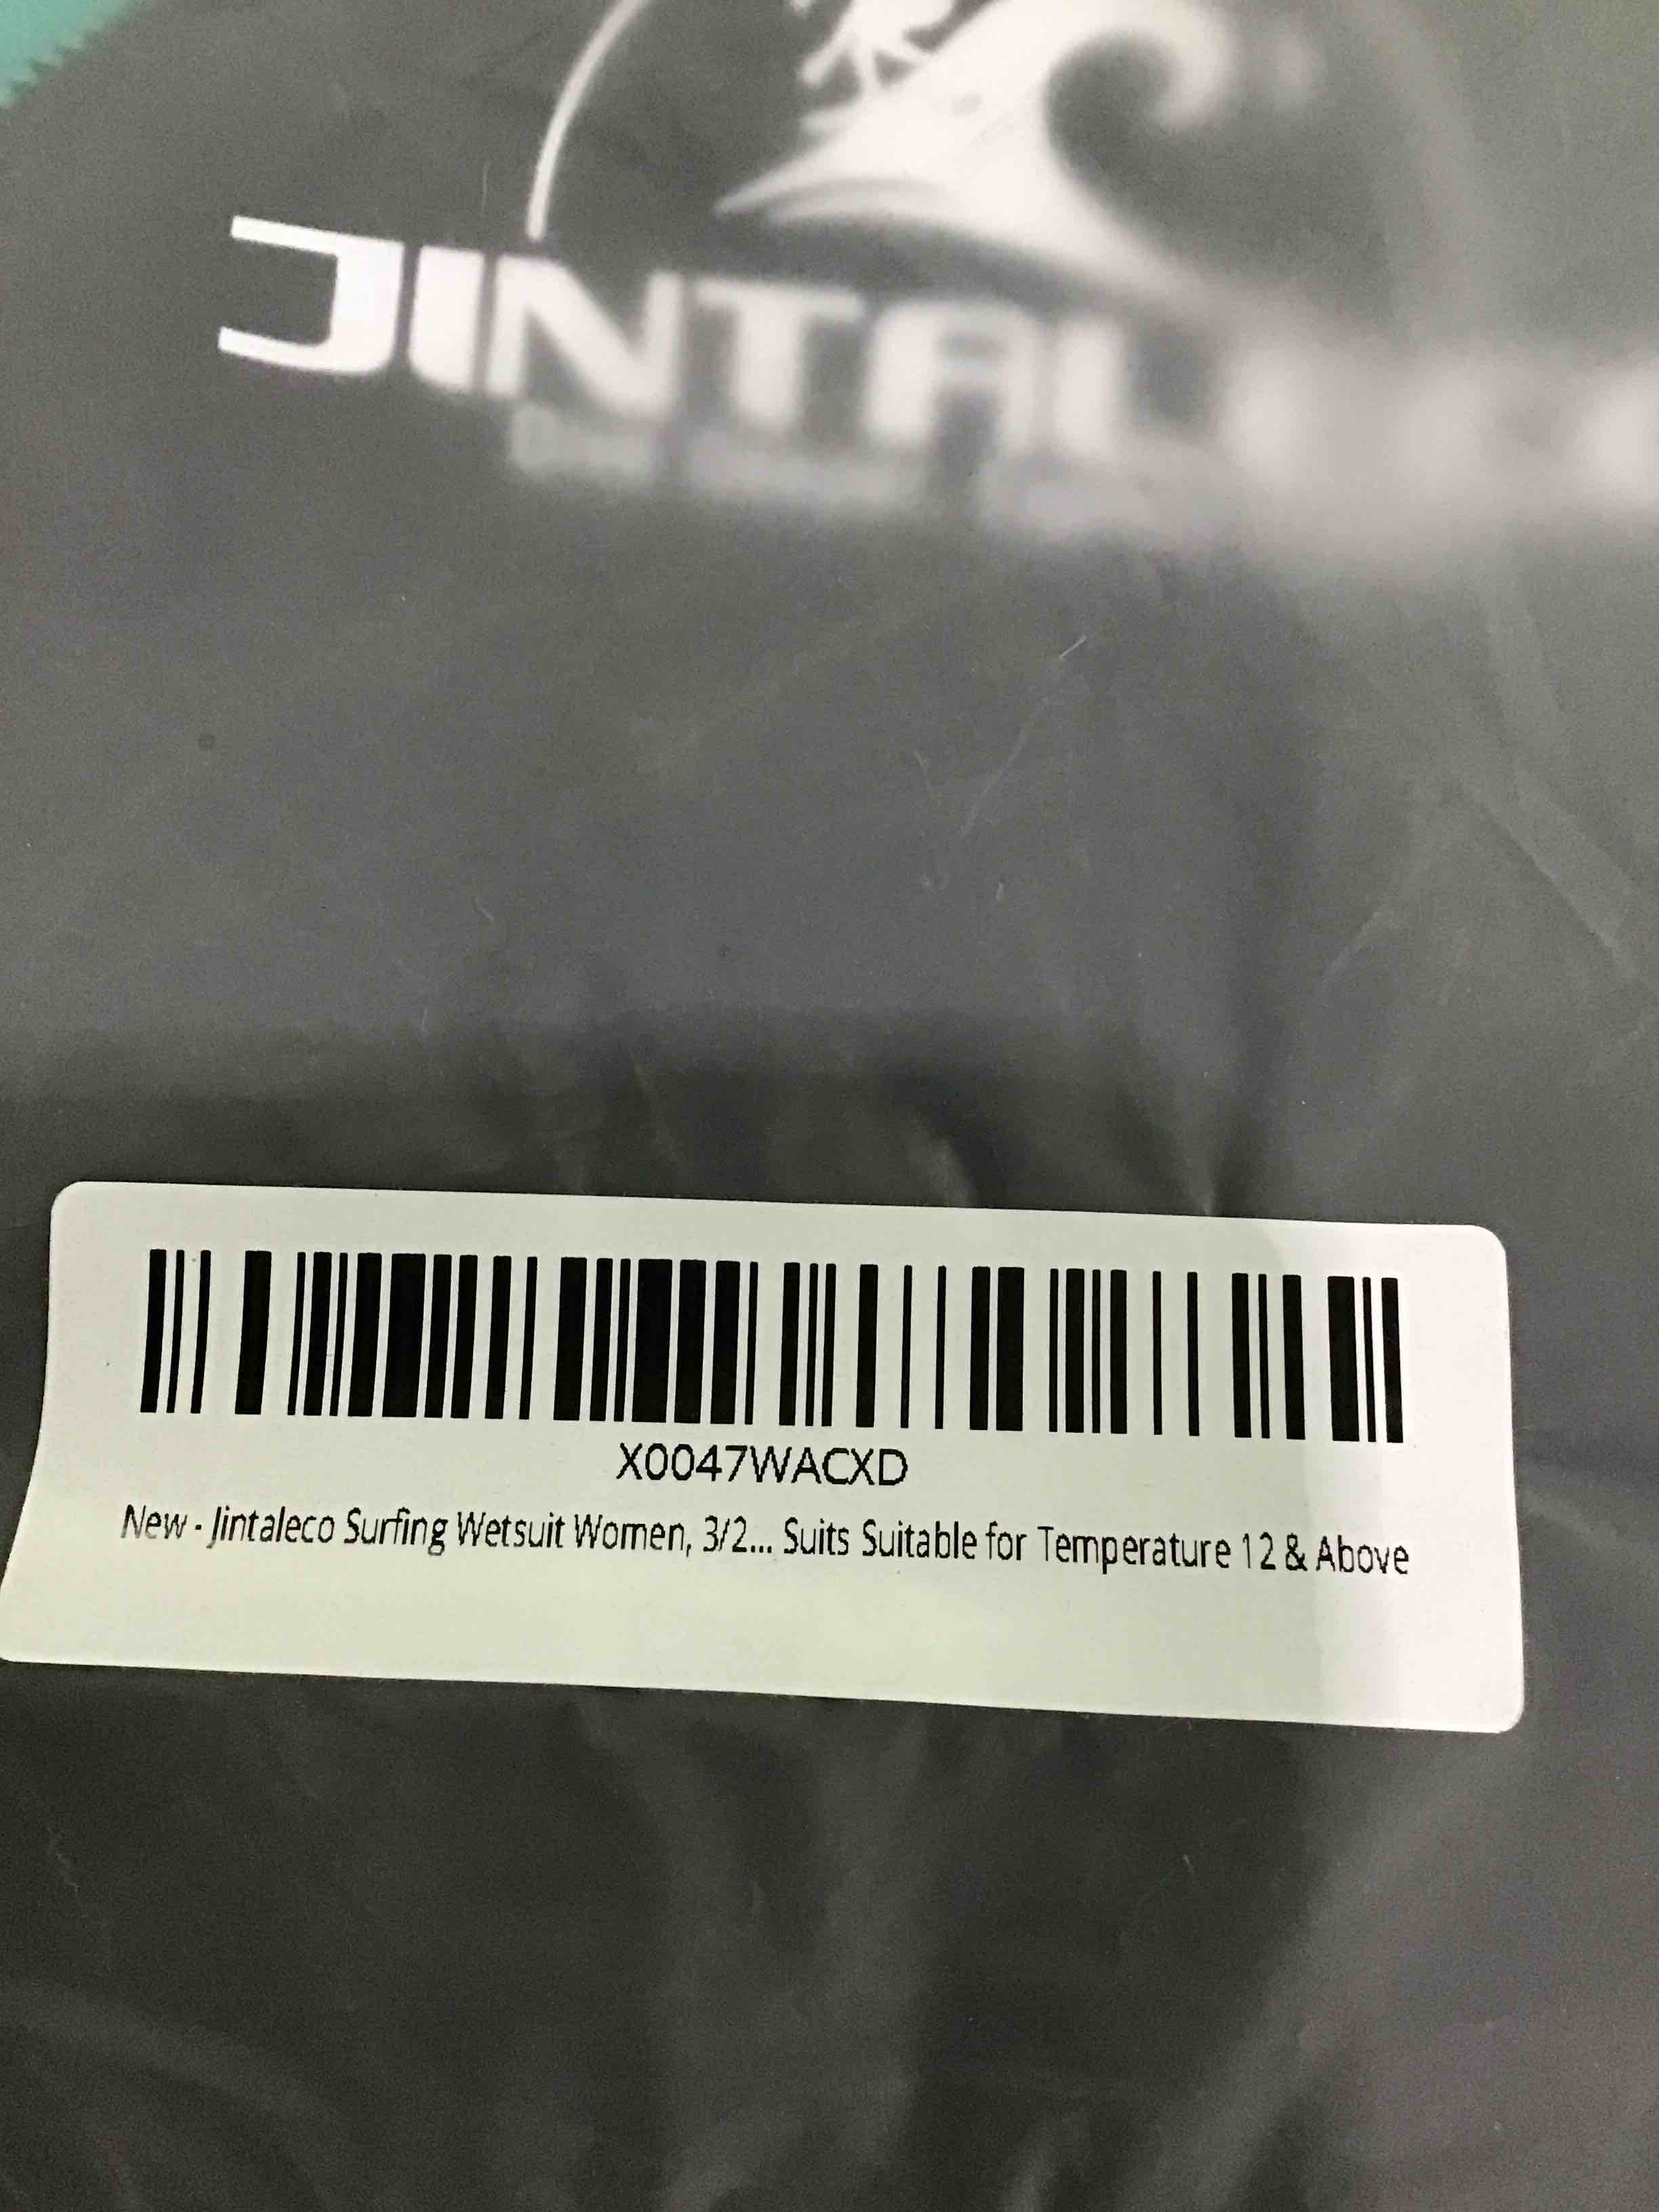 JINTAL
X0047WACXD
New - Jintaleco Surfing Wetsuit Women, 3/2... Suits Suitable for Temperature 12 & Above